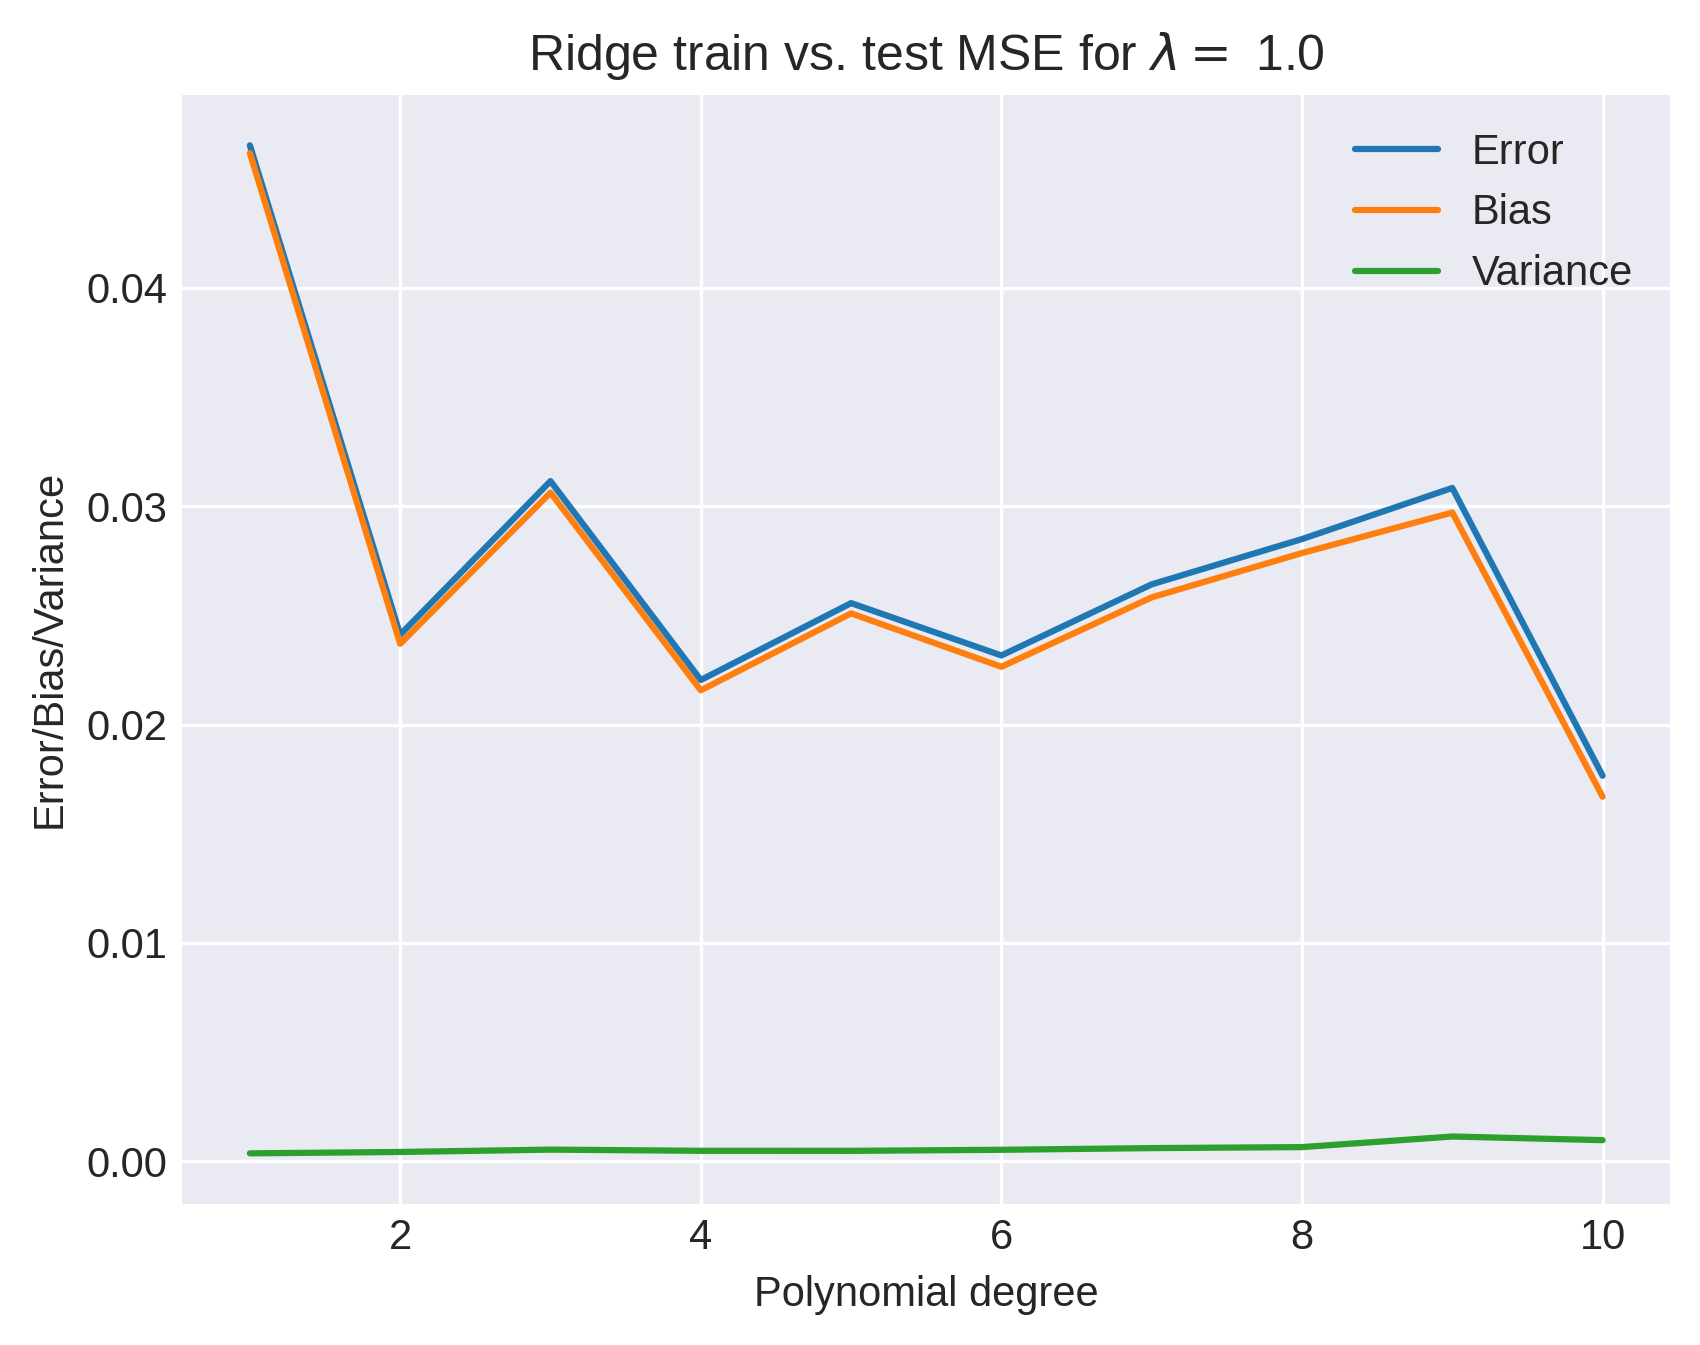 Ridge train vs. test MSE for λ = 1.0
Error
Bias
Variance
Error/Bias/Variance
0.04
0.03
0.02
0.01
0.00
2 4 6 8 10
Polynomial degree